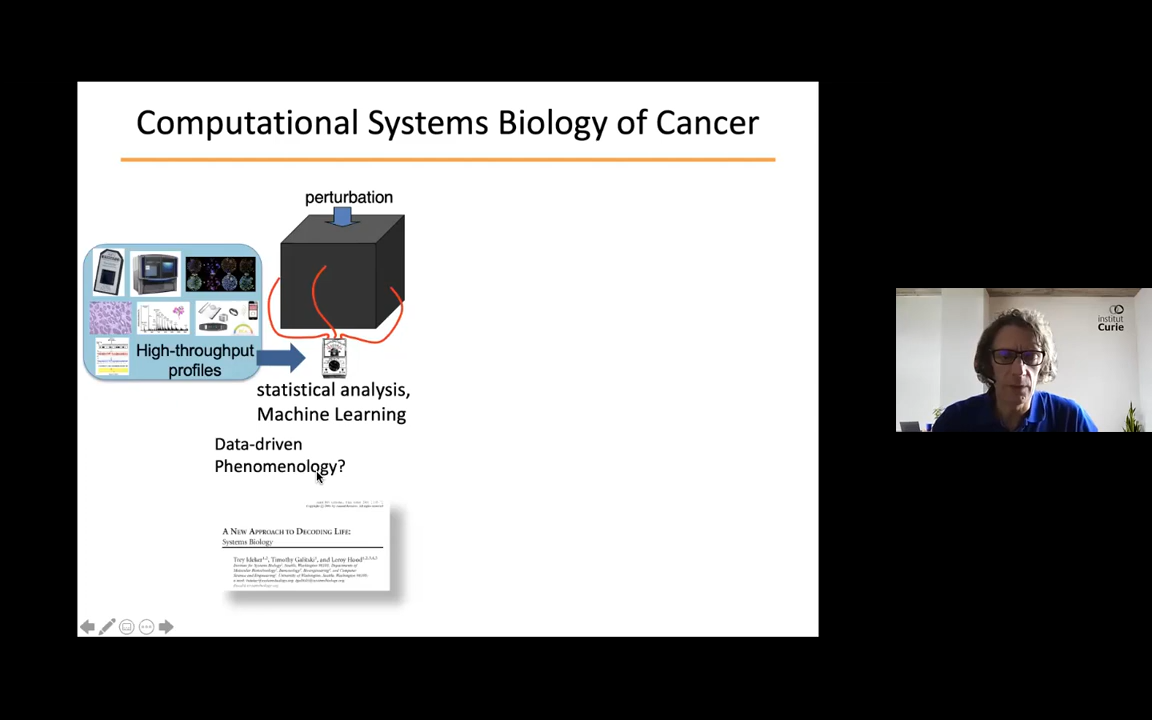 Computational Systems Biology of Cancer
perturbation
High-throughput
profiles
statistical analysis,
Machine Learning
Data-driven
Phenomenology?
A NEW APPROACH TO DECODING LIFE:
Systems Biology
Trey Ideker, Timothy Galitski, and Leroy Hood
institut
Curie